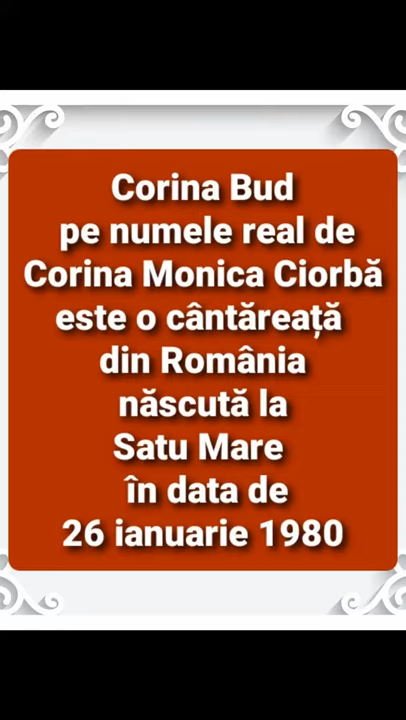 Corina Bud
pe numele real de
Corina Monica Ciorbă
este o cântăreață
din România
născută la
Satu Mare
în data de
26 ianuarie 1980